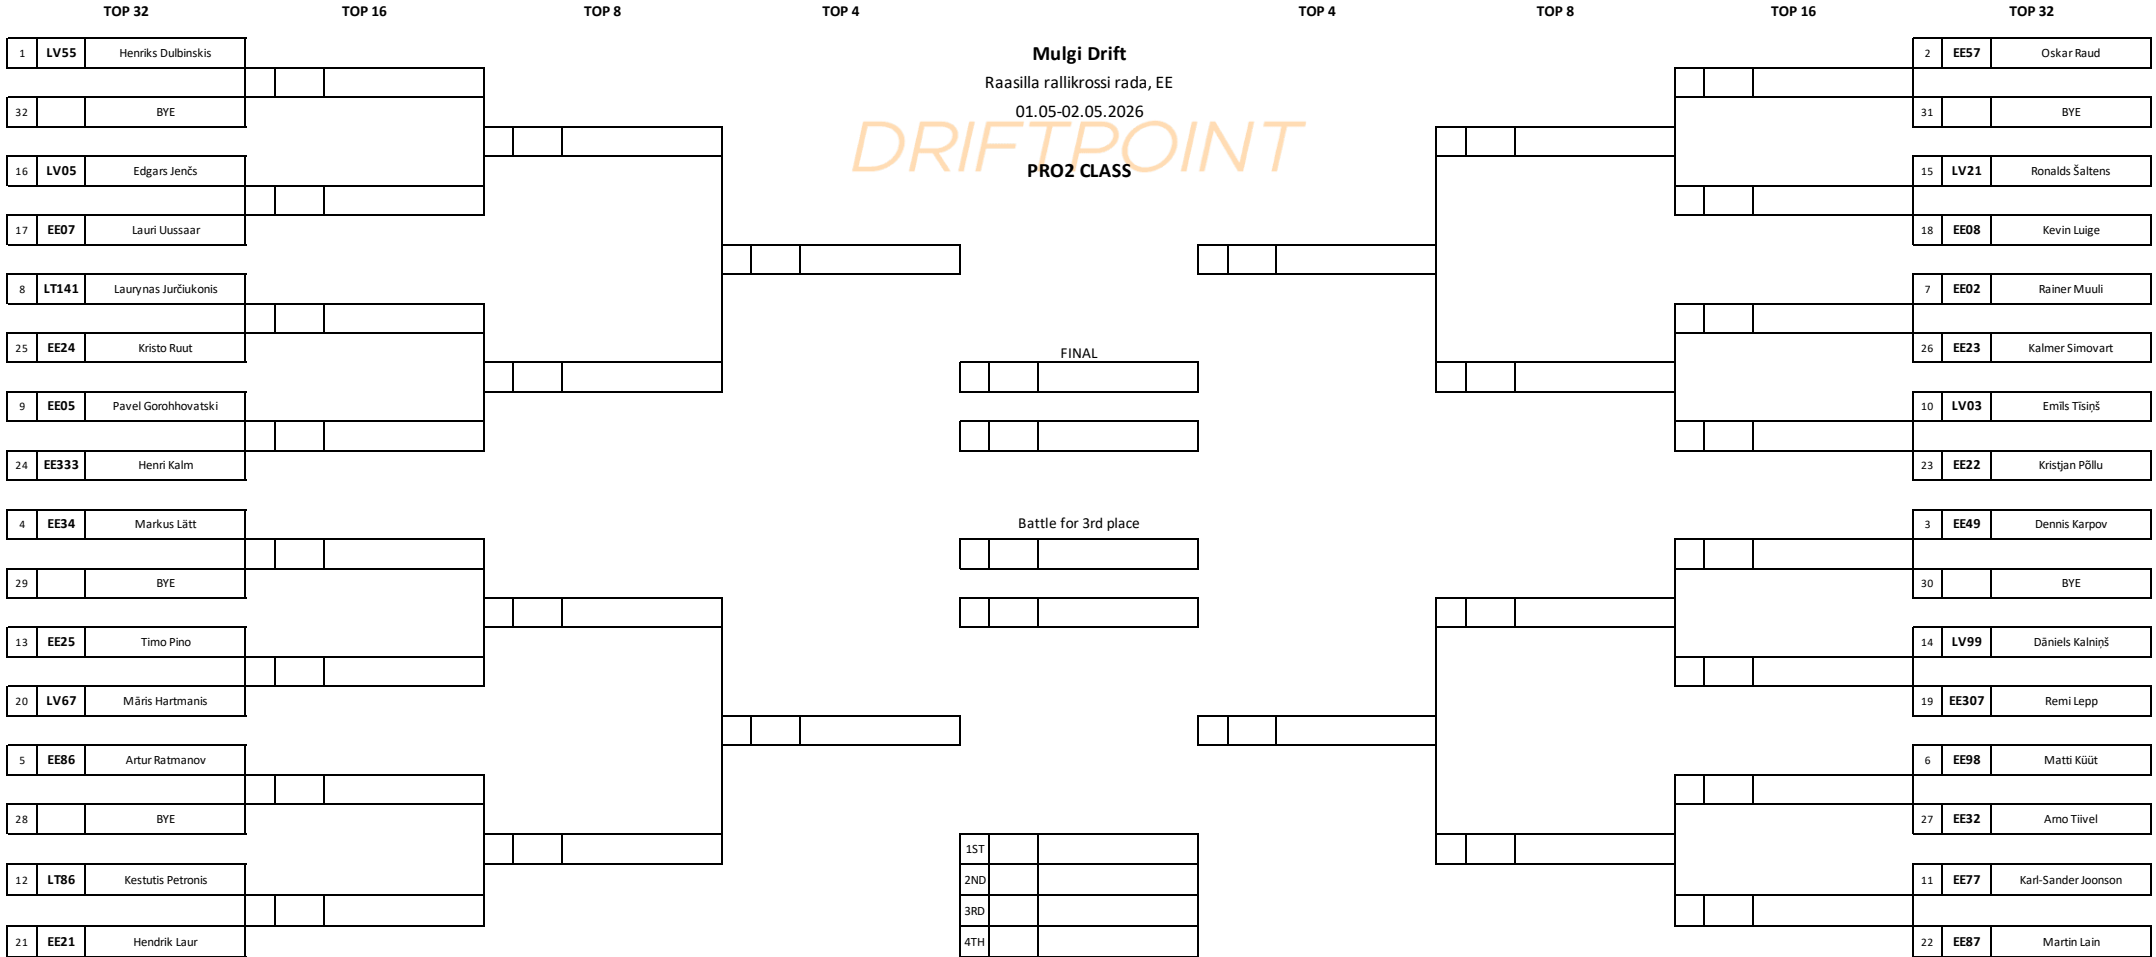 TOP 32 TOP 16 TOP 8 TOP 4 TOP 4 TOP 8 TOP 16 TOP 32
Mulgi Drift
Raasilla rallikrossi rada, EE
01.05-02.05.2026
DRIFTPOINT
PRO2 CLASS
1 LV55 Henriks Dulbinskis
32 BYE
16 LV05 Edgars Jenčs
17 EE07 Lauri Uussaar
8 LT141 Laurynas Jurčiukonis
25 EE24 Kristo Ruut
9 EE05 Pavel Gorohhovatski
24 EE333 Henri Kalm
4 EE34 Markus Lätt
29 BYE
13 EE25 Timo Pino
20 LV67 Māris Hartmanis
5 EE86 Artur Ratmanov
28 BYE
12 LT86 Kestutis Petronis
21 EE21 Hendrik Laur
FINAL
Battle for 3rd place
1ST
2ND
3RD
4TH
2 EE57 Oskar Raud
31 BYE
15 LV21 Ronalds Šaltens
18 EE08 Kevin Luige
7 EE02 Rainer Muuli
26 EE23 Kalmer Simovart
10 LV03 Emīls Tīsiņš
23 EE22 Kristjan Põllu
3 EE49 Dennis Karpov
30 BYE
14 LV99 Dāniels Kalniņš
19 EE307 Remi Lepp
6 EE98 Matti Küüt
27 EE32 Arno Tiivel
11 EE77 Karl-Sander Joonson
22 EE87 Martin Lain